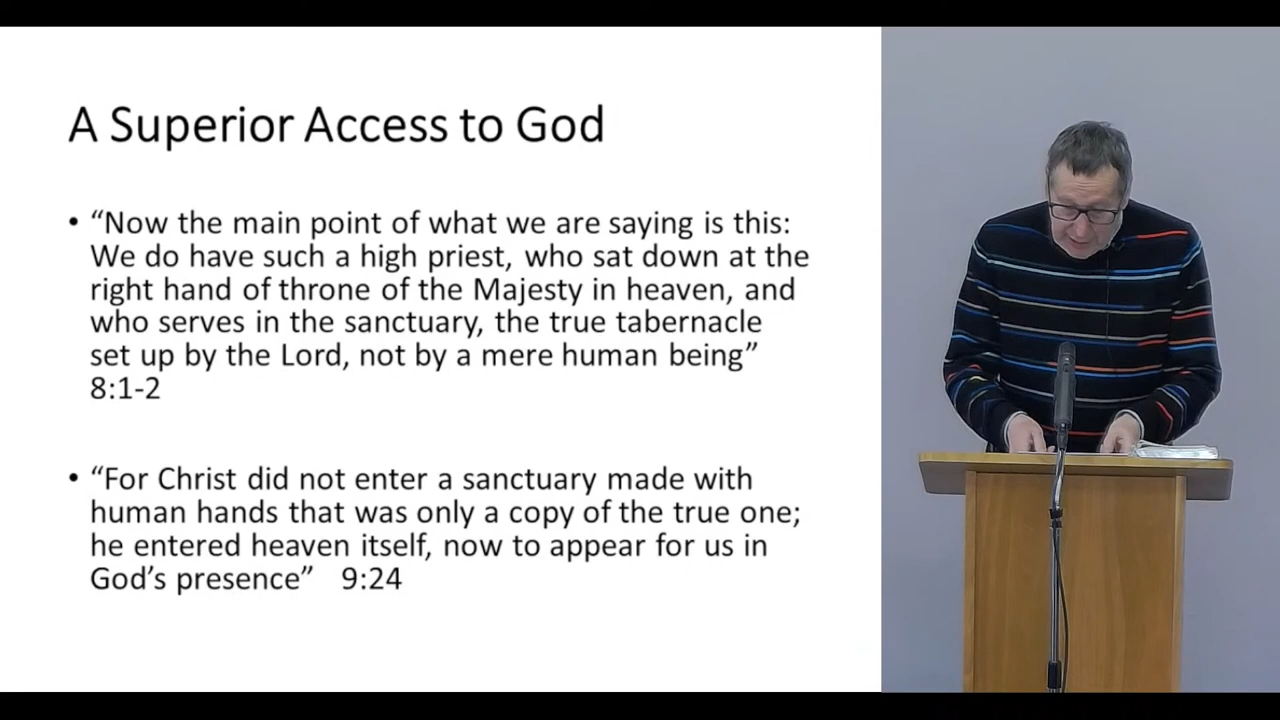 A Superior Access to God
• “Now the main point of what we are saying is this:
We do have such a high priest, who sat down at the
right hand of throne of the Majesty in heaven, and
who serves in the sanctuary, the true tabernacle
set up by the Lord, not by a mere human being”
8:1-2
• “For Christ did not enter a sanctuary made with
human hands that was only a copy of the true one;
he entered heaven itself, now to appear for us in
God’s presence” 9:24